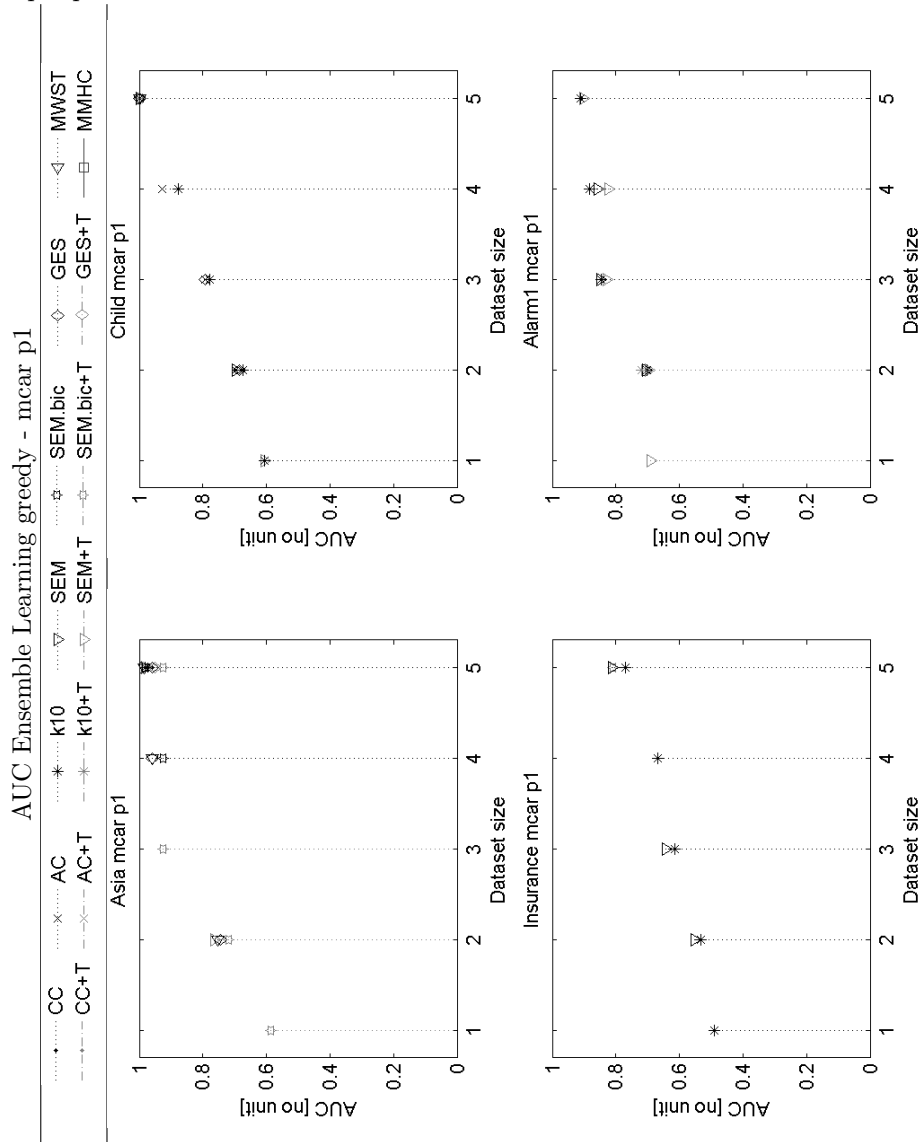 AUC Ensemble Learning greedy - mcar p1
CC AC k10 SEM SEM.bic GES MWST
CC+T AC+T k10+T SEM+T SEM.bic+T GES+T MMHC
Asia mcar p1
1
0.8
0.6
0.4
0.2
0
AUC [no unit]
1 2 3 4 5
Dataset size
Child mcar p1
1
0.8
0.6
0.4
0.2
0
AUC [no unit]
1 2 3 4 5
Dataset size
Insurance mcar p1
1
0.8
0.6
0.4
0.2
0
AUC [no unit]
1 2 3 4 5
Dataset size
Alarm1 mcar p1
1
0.8
0.6
0.4
0.2
0
AUC [no unit]
1 2 3 4 5
Dataset size